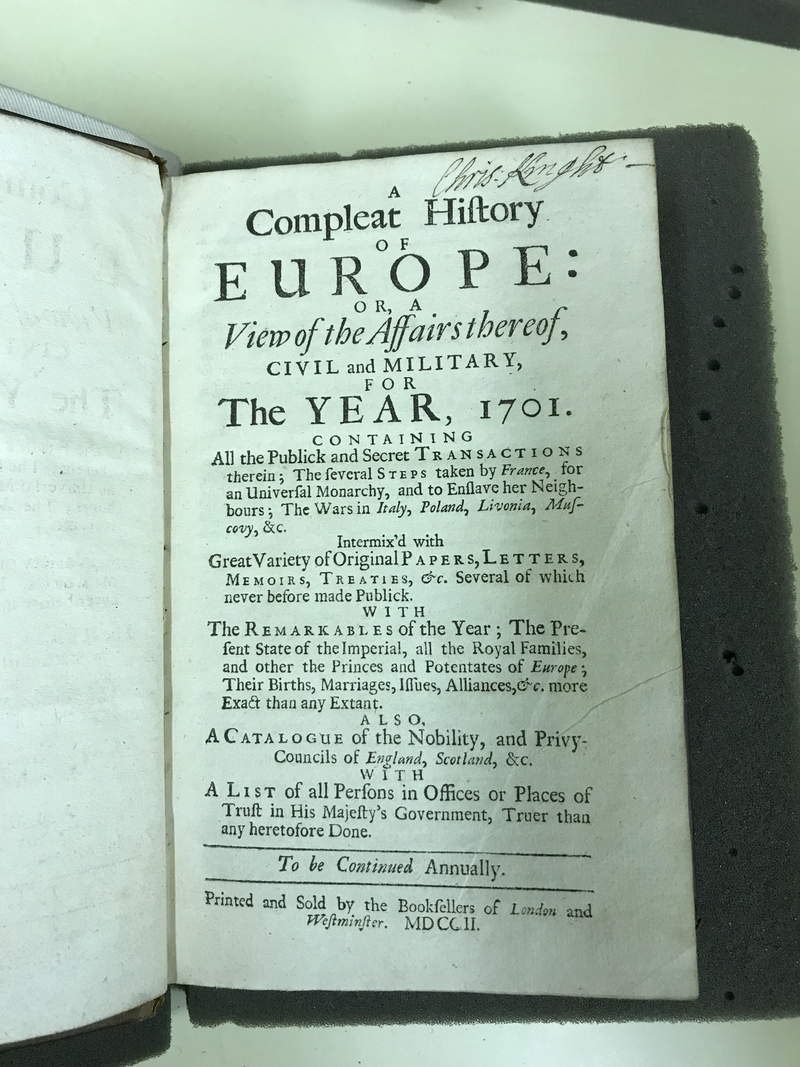 Chris: Knight
A
Compleat Hiſtory
OF
EUROPE:
OR, A
View of the Affairs thereof,
CIVIL and MILITARY,
FOR
The YEAR, 1701.
CONTAINING
All the Publick and Secret TRANSACTIONS
therein; The ſeveral STEPS taken by France, for
an Univerſal Monarchy, and to Enſlave her Neigh-
bours; The Wars in Italy, Poland, Livonia, Muſ-
covy, &c.
Intermix'd with
Great Variety of Original PAPERS, LETTERS,
MEMOIRS, TREATIES, &c. Several of which
never before made Publick.
WITH
The REMARKABLES of the Year; The Pre-
ſent State of the Imperial, all the Royal Families,
and other the Princes and Potentates of Europe;
Their Births, Marriages, Iſſues, Alliances, &c. more
Exact than any Extant.
ALSO,
A CATALOGUE of the Nobility, and Privy-
Councils of England, Scotland, &c.
WITH
A LIST of all Perſons in Offices or Places of
Truſt in His Majeſty's Government, Truer than
any heretofore Done.
To be Continued Annually.
Printed and Sold by the Bookſellers of London and
Weſtminſter. MDCCII.